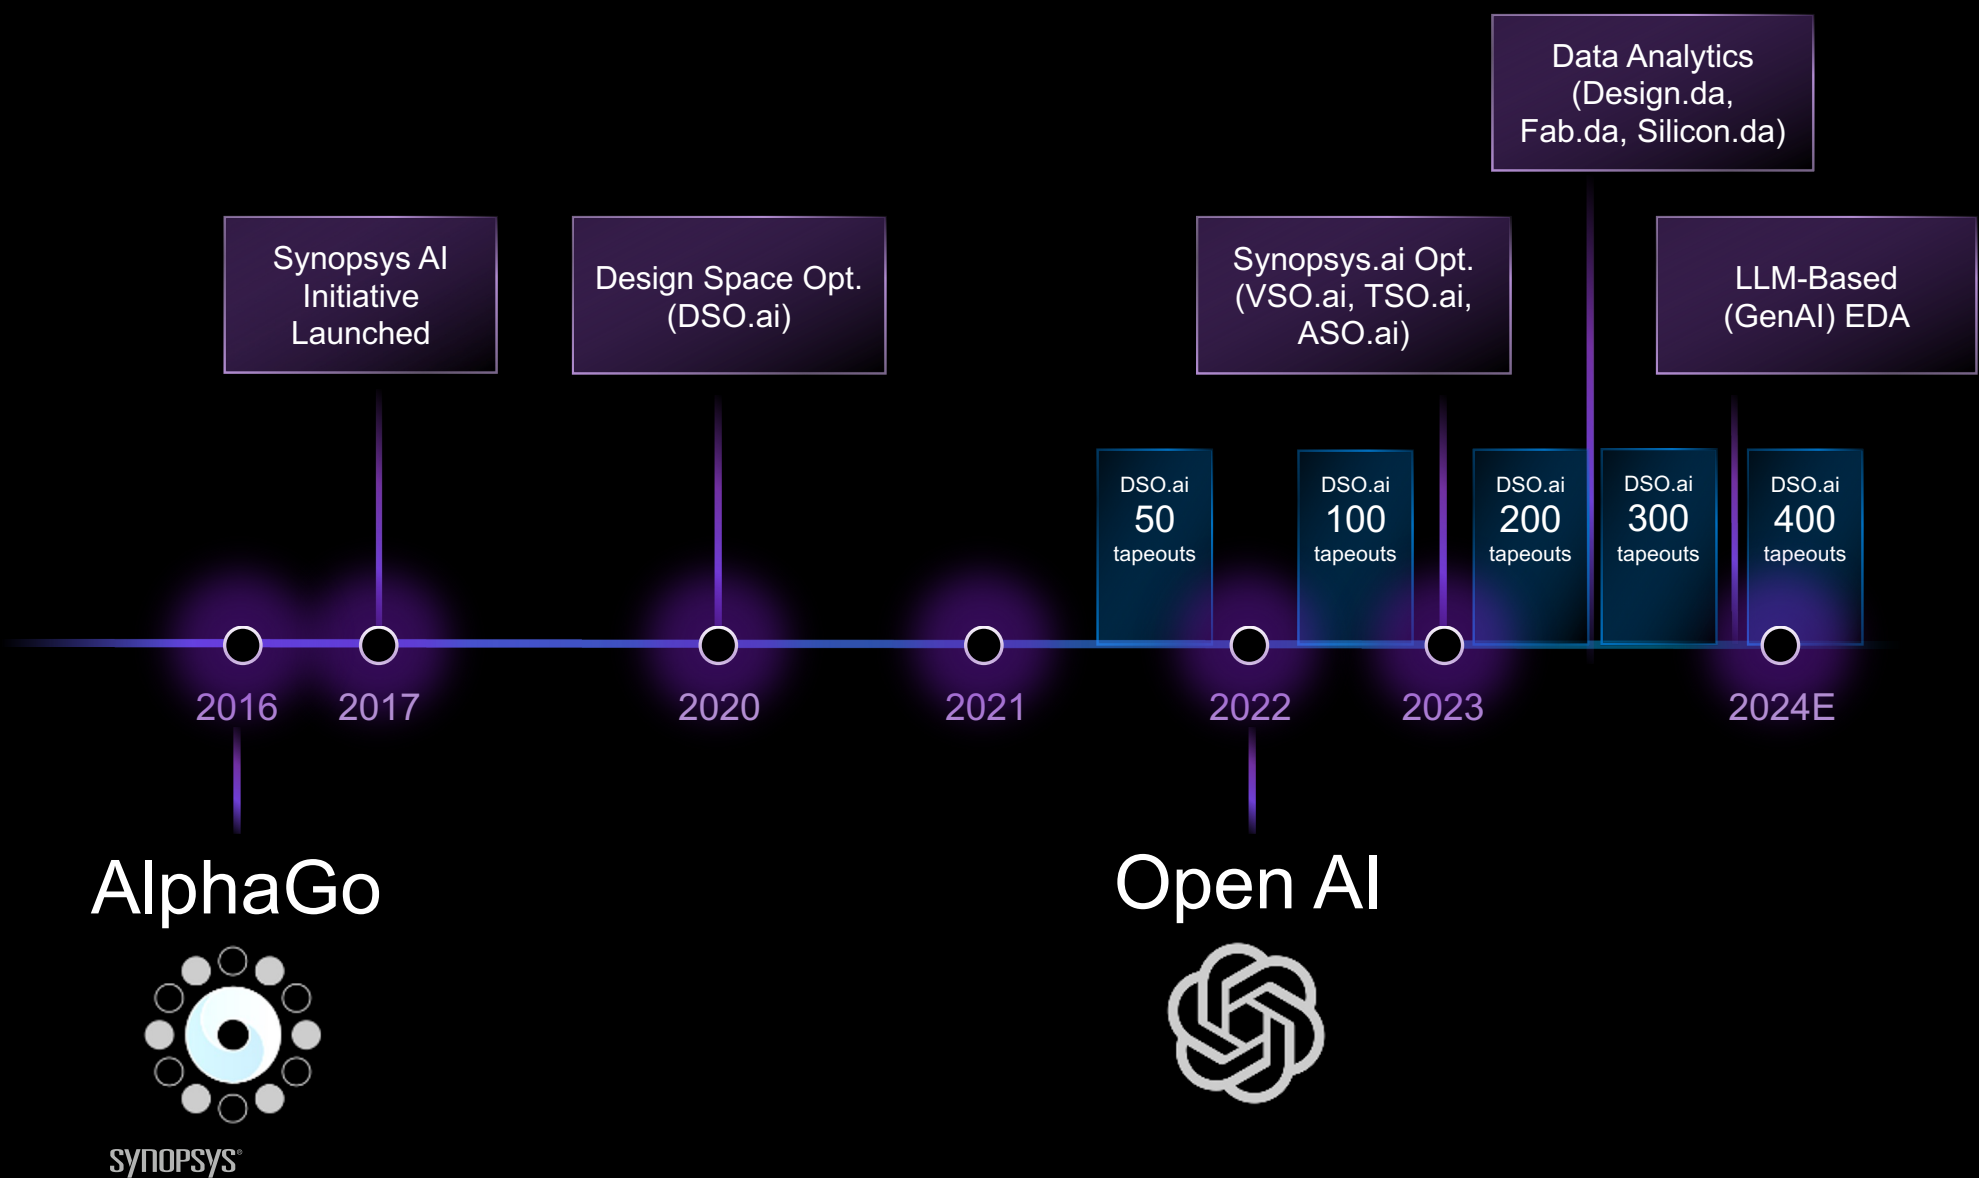 Data Analytics
(Design.da,
Fab.da, Silicon.da)
Synopsys AI
Initiative
Launched
Design Space Opt.
(DSO.ai)
Synopsys.ai Opt.
(VSO.ai, TSO.ai,
ASO.ai)
LLM-Based
(GenAI) EDA
DSO.ai
50
tapeouts
DSO.ai
100
tapeouts
DSO.ai
200
tapeouts
DSO.ai
300
tapeouts
DSO.ai
400
tapeouts
2016
2017
2020
2021
2022
2023
2024E
AlphaGo
Open AI
SYNOPSYS®